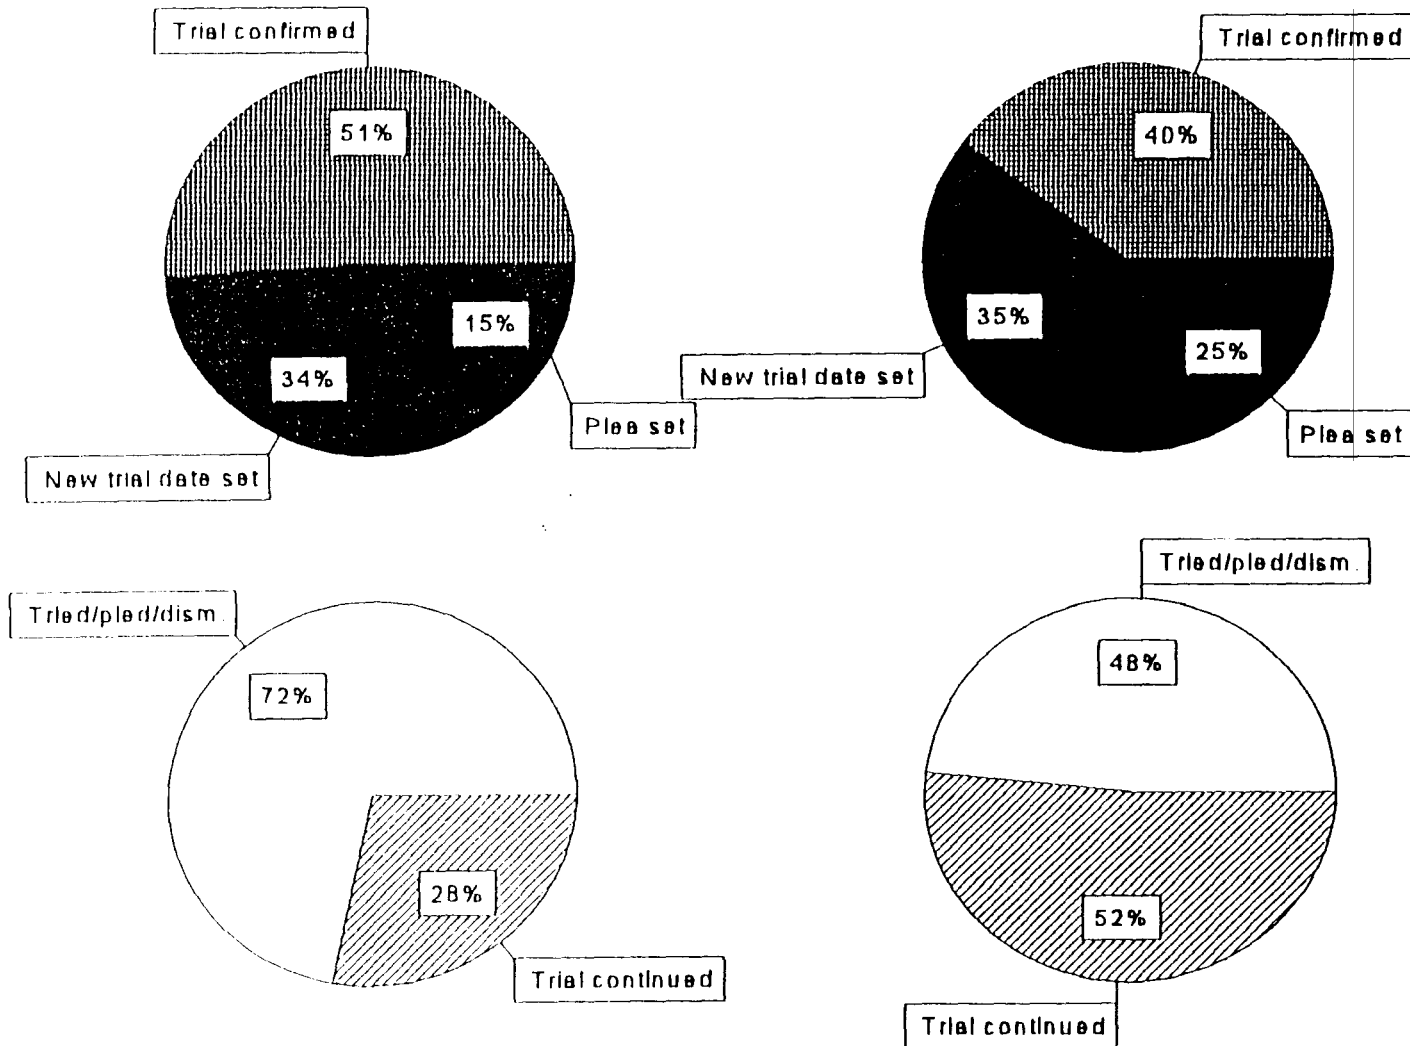 Trial confirmed
51%
15%
34%
Plea set
New trial date set
Trial confirmed
40%
35%
25%
New trial date set
Plea set
Tried/pled/dism.
72%
28%
Trial continued
Tried/pled/dism.
48%
52%
Trial continued